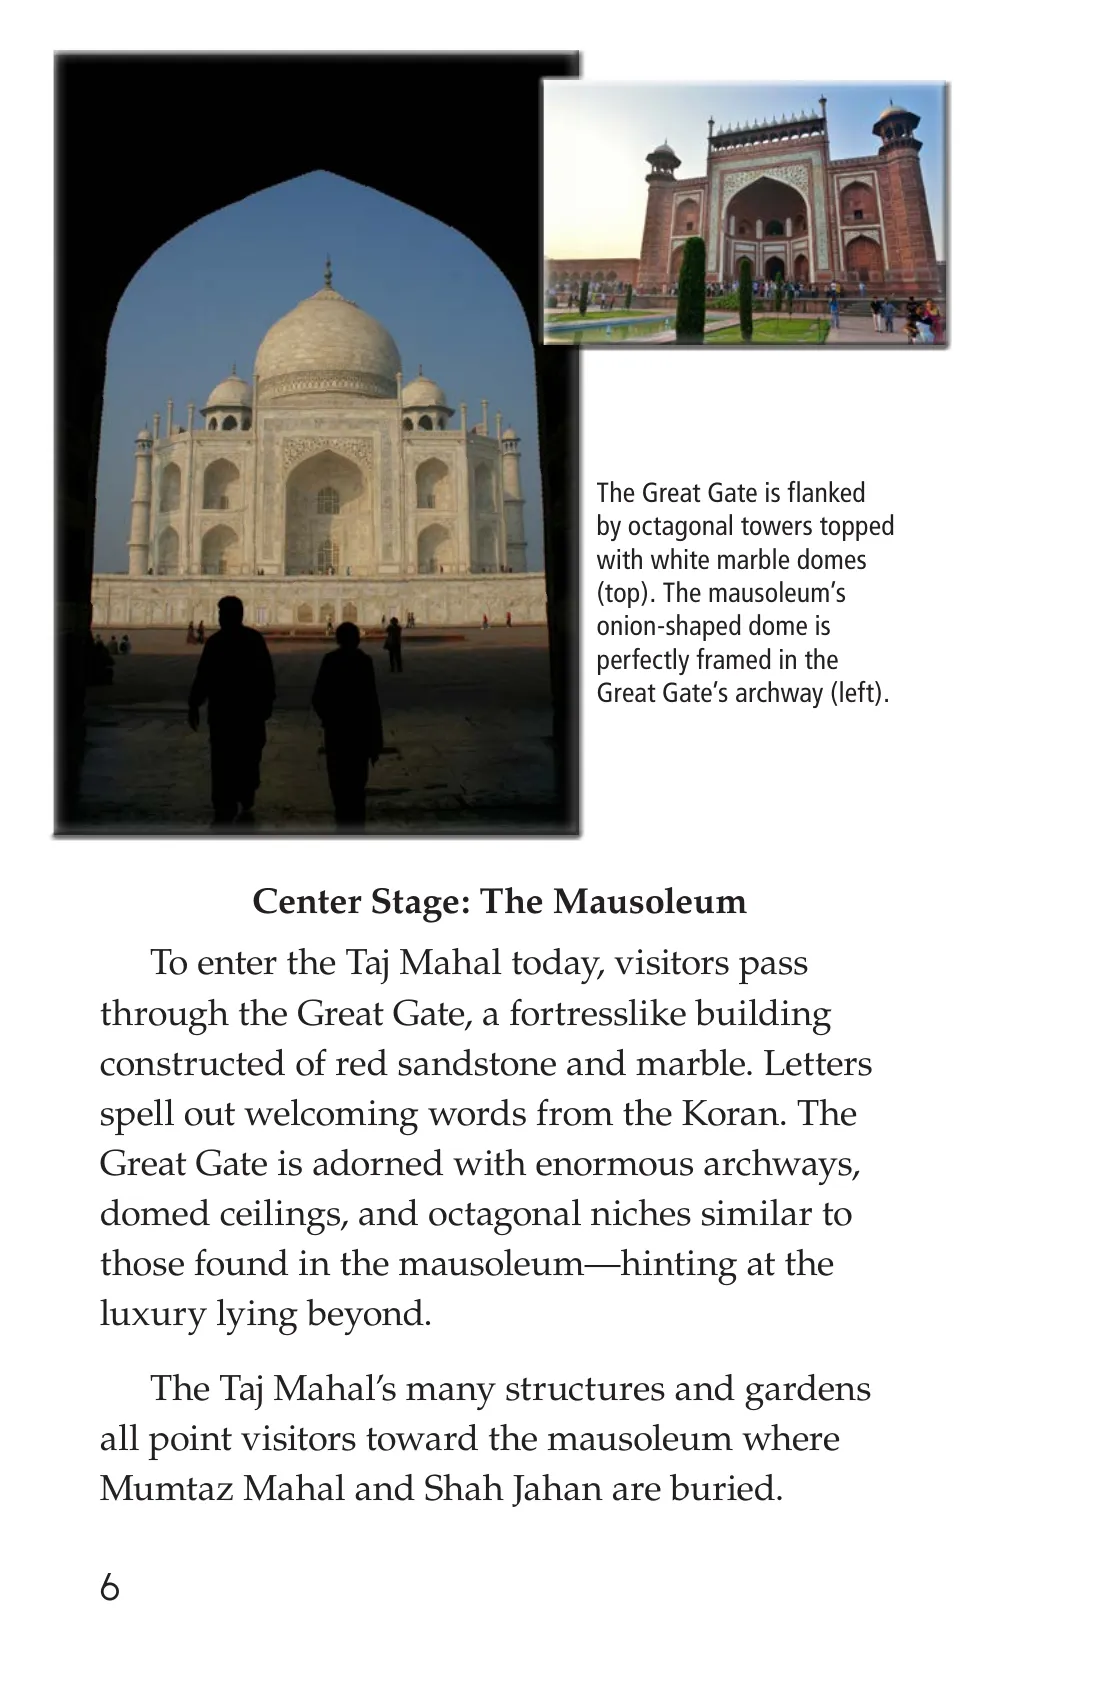 The Great Gate is flanked
by octagonal towers topped
with white marble domes
(top). The mausoleum’s
onion-shaped dome is
perfectly framed in the
Great Gate’s archway (left).
Center Stage: The Mausoleum
To enter the Taj Mahal today, visitors pass
through the Great Gate, a fortresslike building
constructed of red sandstone and marble. Letters
spell out welcoming words from the Koran. The
Great Gate is adorned with enormous archways,
domed ceilings, and octagonal niches similar to
those found in the mausoleum—hinting at the
luxury lying beyond.
The Taj Mahal’s many structures and gardens
all point visitors toward the mausoleum where
Mumtaz Mahal and Shah Jahan are buried.
6